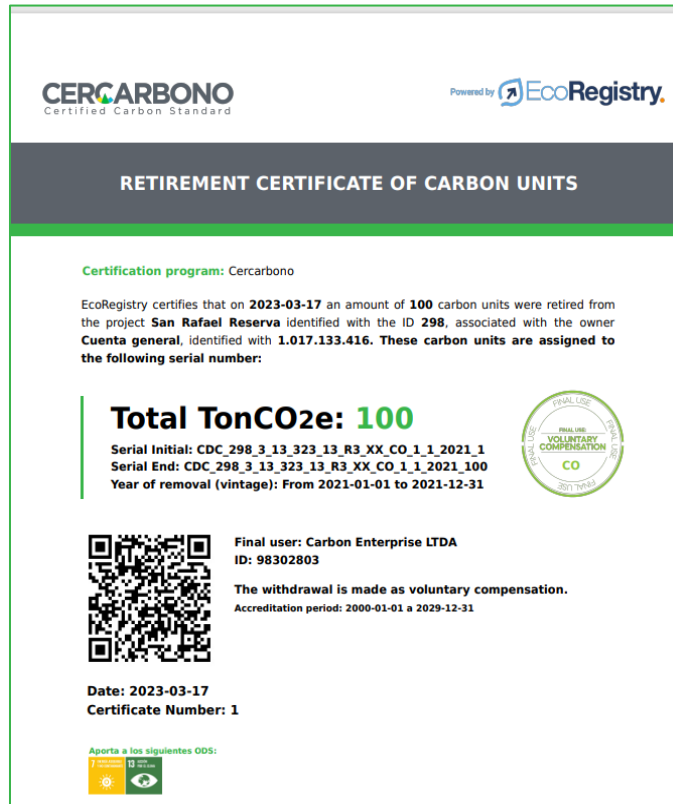 CERCARBONO
Certified Carbon Standard
Powered by EcoRegistry.
RETIREMENT CERTIFICATE OF CARBON UNITS
Certification program: Cercarbono
EcoRegistry certifies that on 2023-03-17 an amount of 100 carbon units were retired from
the project San Rafael Reserva identified with the ID 298, associated with the owner
Cuenta general, identified with 1.017.133.416. These carbon units are assigned to
the following serial number:
Total TonCO2e: 100
Serial Initial: CDC_298_3_13_323_13_R3_XX_CO_1_1_2021_1
Serial End: CDC_298_3_13_323_13_R3_XX_CO_1_1_2021_100
Year of removal (vintage): From 2021-01-01 to 2021-12-31
FINAL USE
FINAL USE
FINAL USE
FINAL USE
FINAL USE:
VOLUNTARY
COMPENSATION
CO
Final user: Carbon Enterprise LTDA
ID: 98302803
The withdrawal is made as voluntary compensation.
Accreditation period: 2000-01-01 a 2029-12-31
Date: 2023-03-17
Certificate Number: 1
Aporta a los siguientes ODS:
7
13